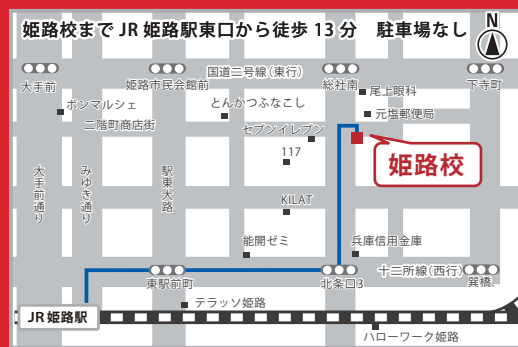 姫路校まで JR 姫路駅東口から徒歩 13 分　駐車場なし
N
大手前
姫路市民会館前
国道二号線(東行)
総社南
下寺町
尾上眼科
ボンマルシェ
とんかつふなこし
元塩郵便局
二階町商店街
セブンイレブン
117
姫路校
大手前通り
みゆき通り
駅東大路
KILAT
能開ゼミ
兵庫信用金庫
十二所線(西行)
東駅前町
北条口3
巽橋
テラッソ姫路
JR 姫路駅
ハローワーク姫路